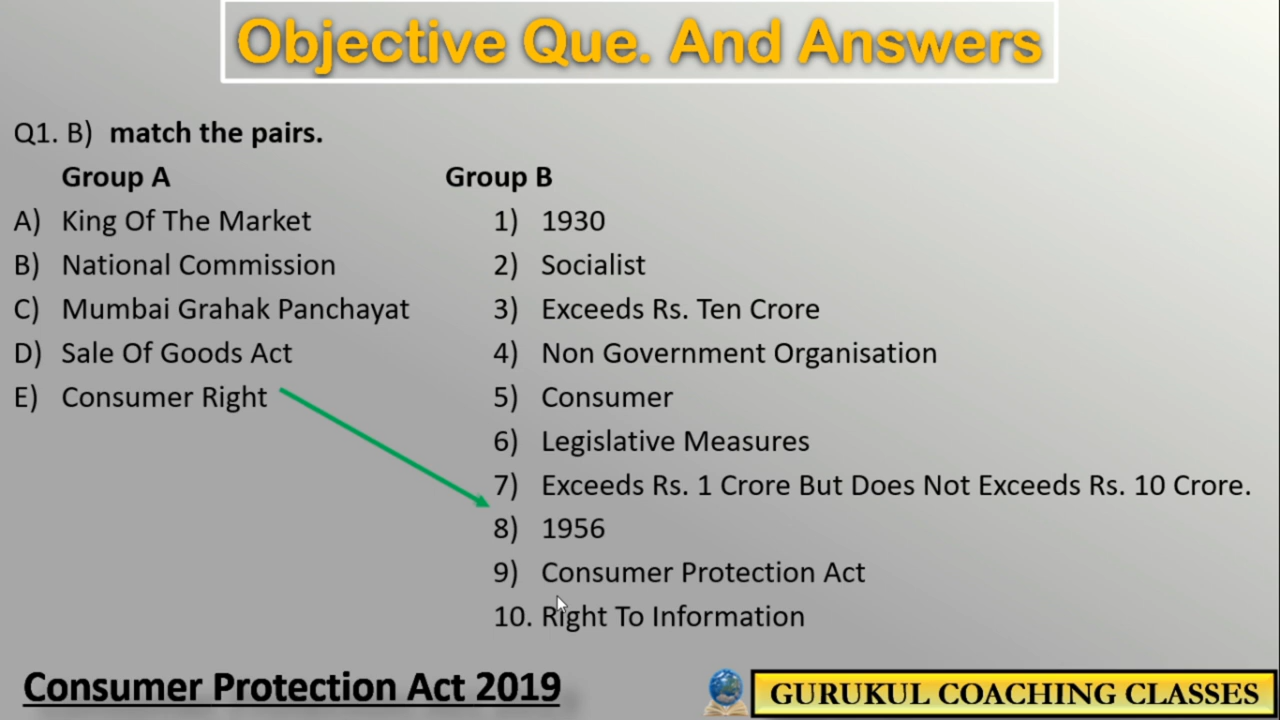 Objective Que. And Answers
Q1. B) match the pairs.
Group A Group B
A) King Of The Market 1) 1930
B) National Commission 2) Socialist
C) Mumbai Grahak Panchayat 3) Exceeds Rs. Ten Crore
D) Sale Of Goods Act 4) Non Government Organisation
E) Consumer Right 5) Consumer
6) Legislative Measures
7) Exceeds Rs. 1 Crore But Does Not Exceeds Rs. 10 Crore.
8) 1956
9) Consumer Protection Act
10. Right To Information
Consumer Protection Act 2019 GURUKUL COACHING CLASSES